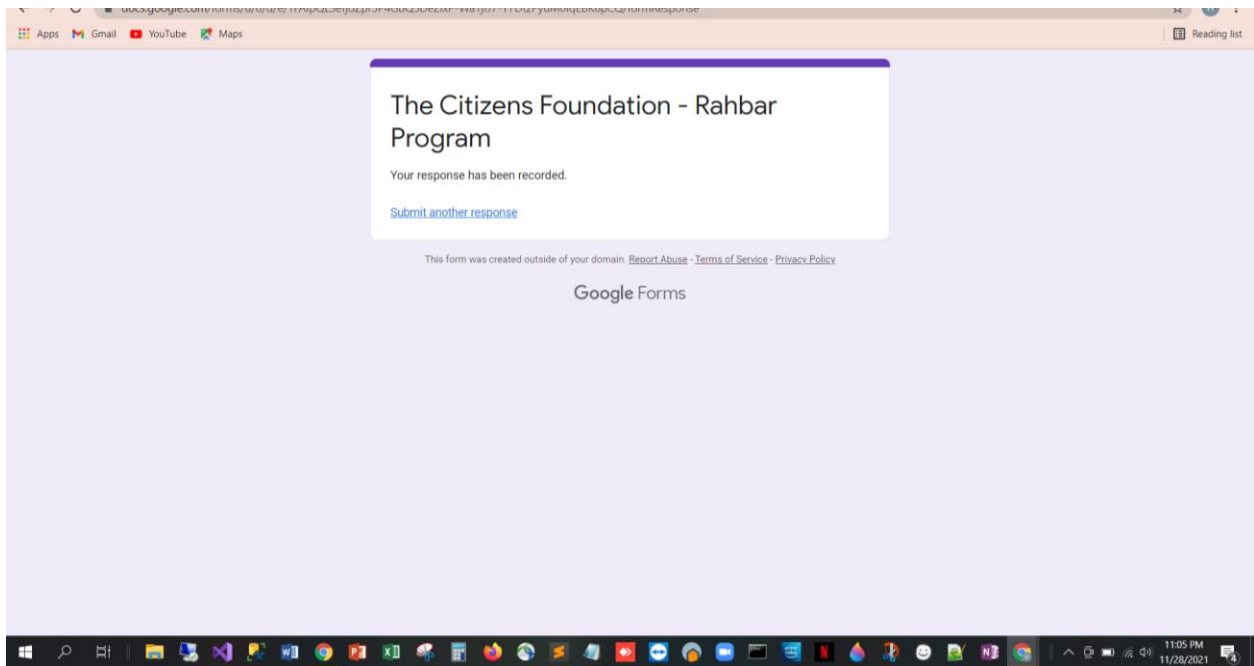 Apps Gmail YouTube Maps Reading list
The Citizens Foundation - Rahbar
Program
Your response has been recorded.
Submit another response
This form was created outside of your domain. Report Abuse - Terms of Service - Privacy Policy
Google Forms
11:05 PM
11/28/2021